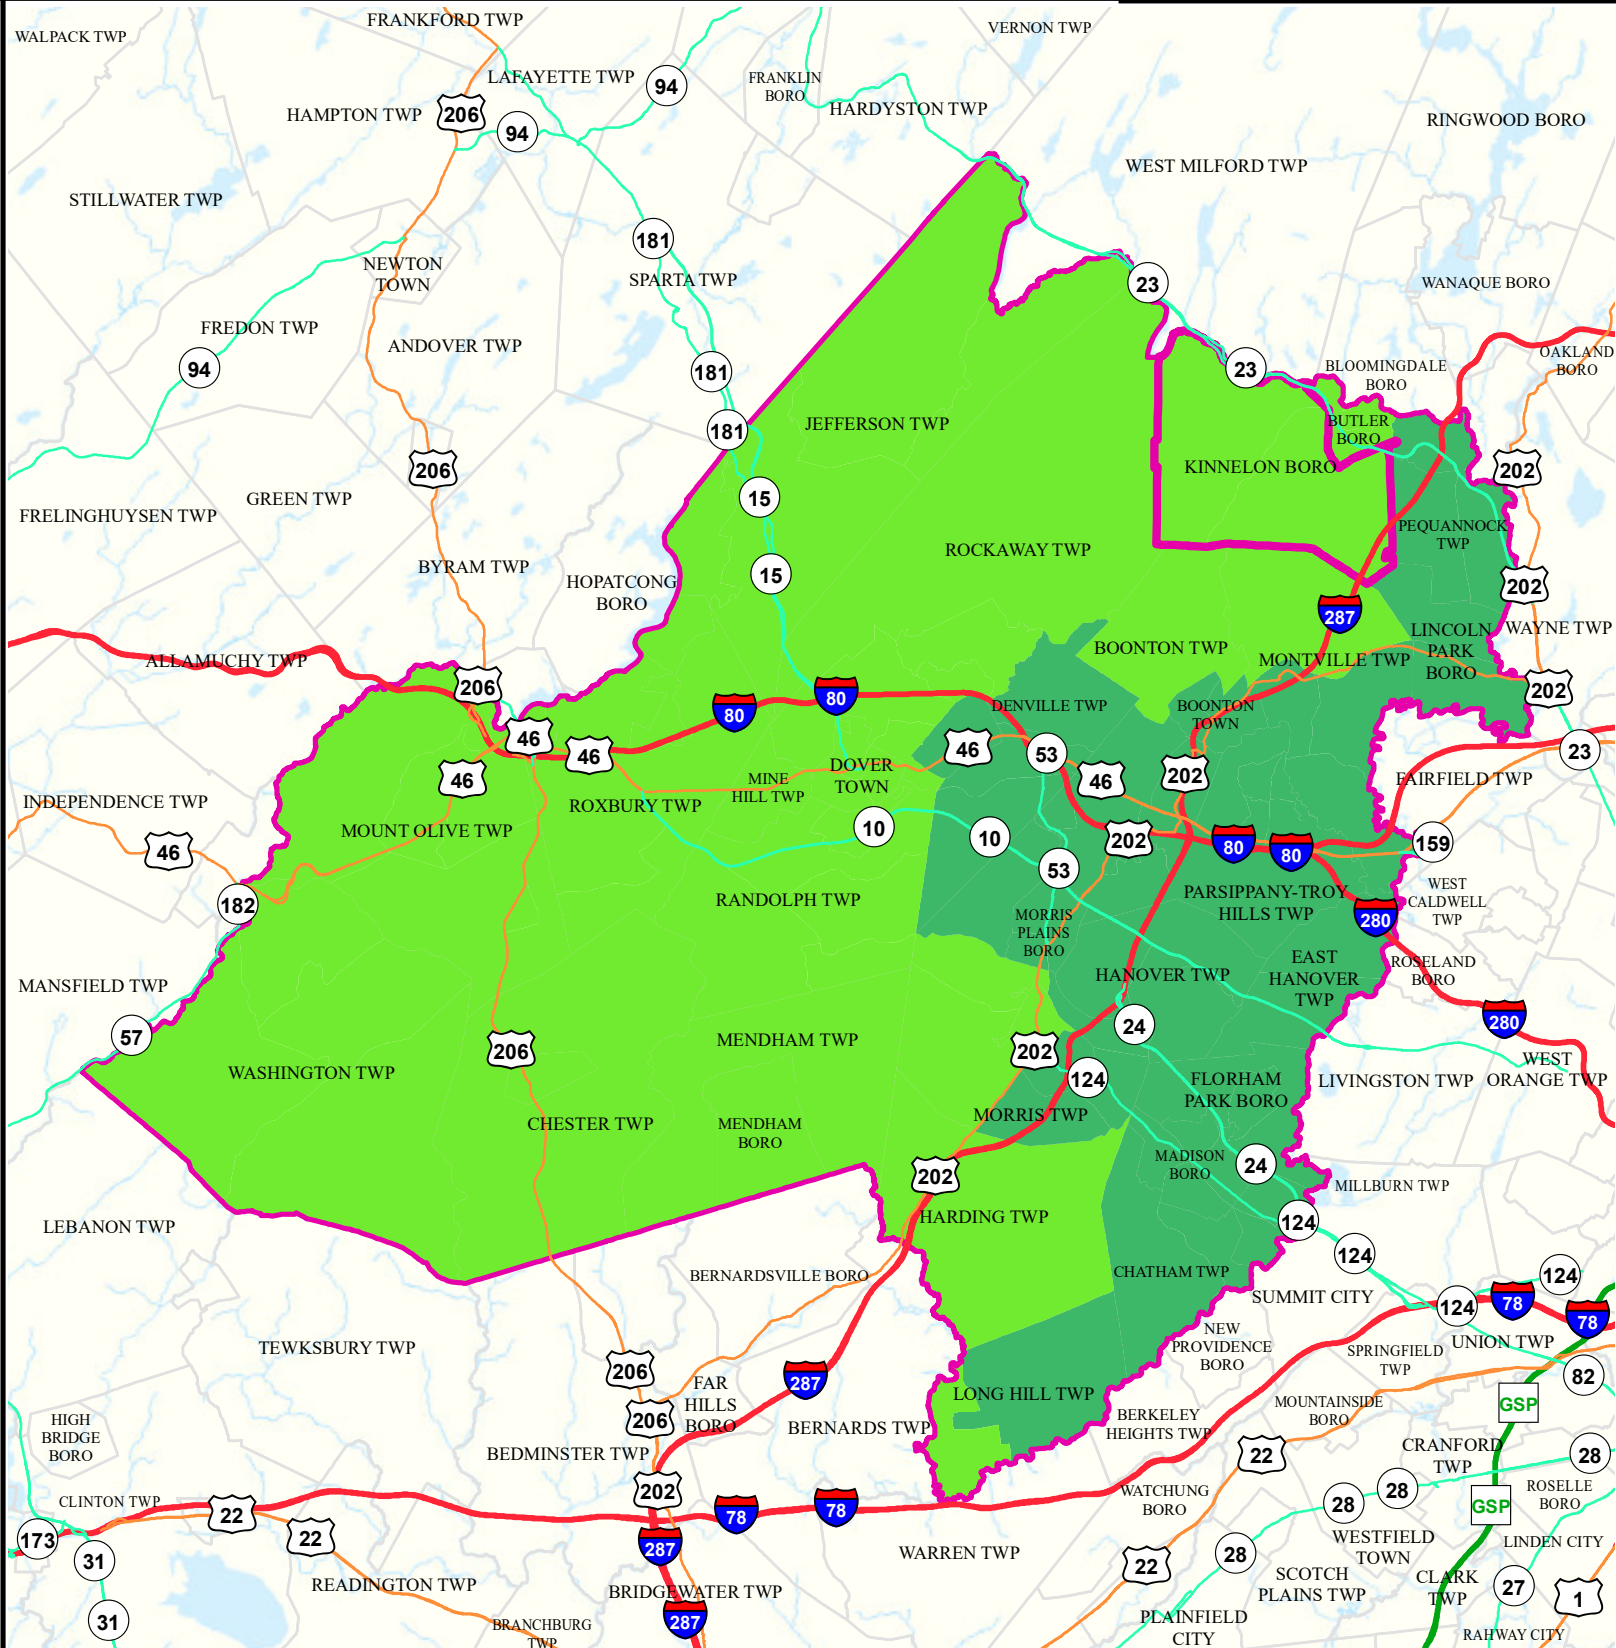 FRANKFORD TWP
WALPACK TWP
VERNON TWP
LAFAYETTE TWP
FRANKLIN
BORO
94
HARDYSTON TWP
HAMPTON TWP
206
94
RINGWOOD BORO
WEST MILFORD TWP
STILLWATER TWP
181
NEWTON
TOWN
SPARTA TWP
23
WANAQUE BORO
FREDON TWP
ANDOVER TWP
94
181
23
BLOOMINGDALE
BORO
OAKLAND
BORO
181
JEFFERSON TWP
BUTLER
BORO
206
KINNELON BORO
202
GREEN TWP
15
FRELINGHUYSEN TWP
PEQUANNOCK
TWP
ROCKAWAY TWP
BYRAM TWP
15
HOPATCONG
BORO
202
287
LINCOLN
PARK
BORO
WAYNE TWP
BOONTON TWP
MONTVILLE TWP
ALLAMUCHY TWP
206
80
80
DENVILLE TWP
BOONTON
TOWN
202
46
46
46
53
23
46
DOVER
TOWN
MINE
HILL TWP
46
202
FAIRFIELD TWP
INDEPENDENCE TWP
ROXBURY TWP
MOUNT OLIVE TWP
10
10
202
80
80
159
46
53
182
RANDOLPH TWP
PARSIPPANY-TROY
HILLS TWP
WEST
CALDWELL
TWP
280
MORRIS
PLAINS
BORO
MANSFIELD TWP
HANOVER TWP
EAST
HANOVER
TWP
ROSELAND
BORO
57
24
280
206
MENDHAM TWP
202
WASHINGTON TWP
124
FLORHAM
PARK BORO
LIVINGSTON TWP
WEST
ORANGE TWP
CHESTER TWP
MENDHAM
BORO
MORRIS TWP
MADISON
BORO
24
202
MILLBURN TWP
LEBANON TWP
HARDING TWP
124
124
BERNARDSVILLE BORO
CHATHAM TWP
124
SUMMIT CITY
124
78
78
TEWKSBURY TWP
NEW
PROVIDENCE
BORO
UNION TWP
SPRINGFIELD
TWP
206
287
82
FAR
HILLS
BORO
LONG HILL TWP
GSP
206
MOUNTAINSIDE
BORO
HIGH
BRIDGE
BORO
BERNARDS TWP
BERKELEY
HEIGHTS TWP
BEDMINSTER TWP
22
CRANFORD
TWP
28
202
WATCHUNG
BORO
28
28
ROSELLE
BORO
CLINTON TWP
22
78
78
GSP
173
22
287
WARREN TWP
28
WESTFIELD
TOWN
LINDEN CITY
31
22
READINGTON TWP
BRIDGEWATER TWP
SCOTCH
PLAINS TWP
CLARK
TWP
27
1
31
287
BRANCHBURG
TWP
PLAINFIELD
CITY
RAHWAY CITY